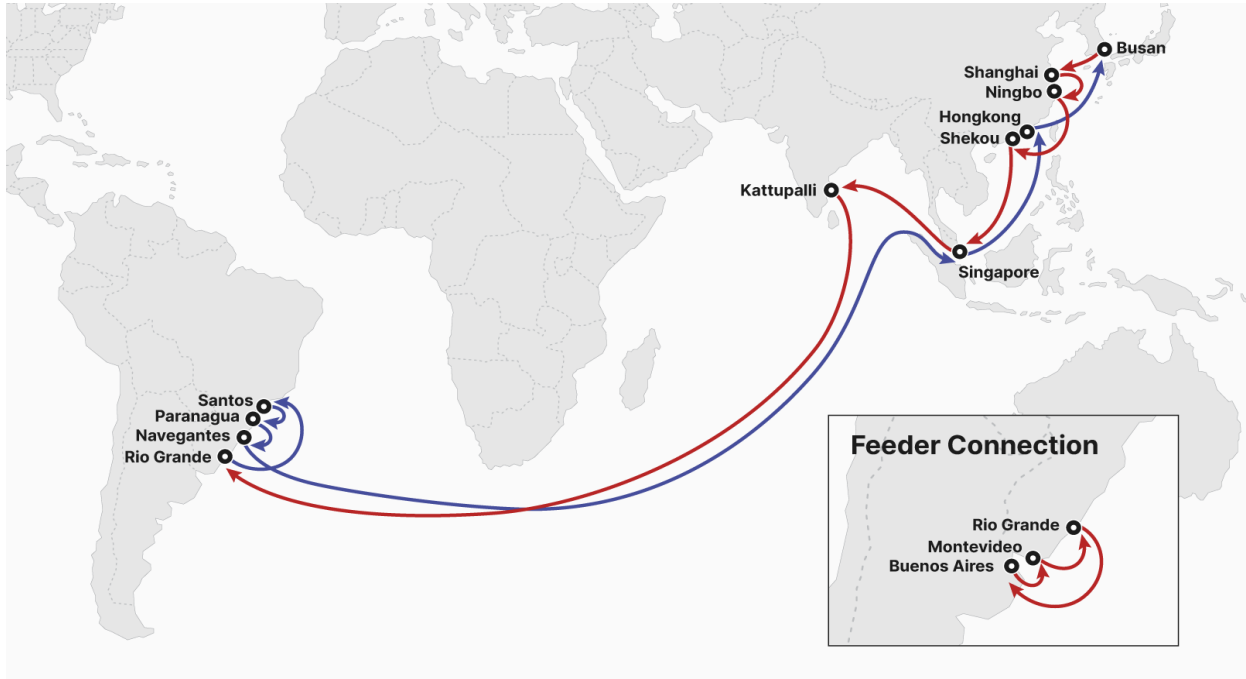 Busan
Shanghai
Ningbo
Hongkong
Shekou
Kattupalli
Singapore
Santos
Paranagua
Navegantes
Rio Grande
Feeder Connection
Rio Grande
Montevideo
Buenos Aires